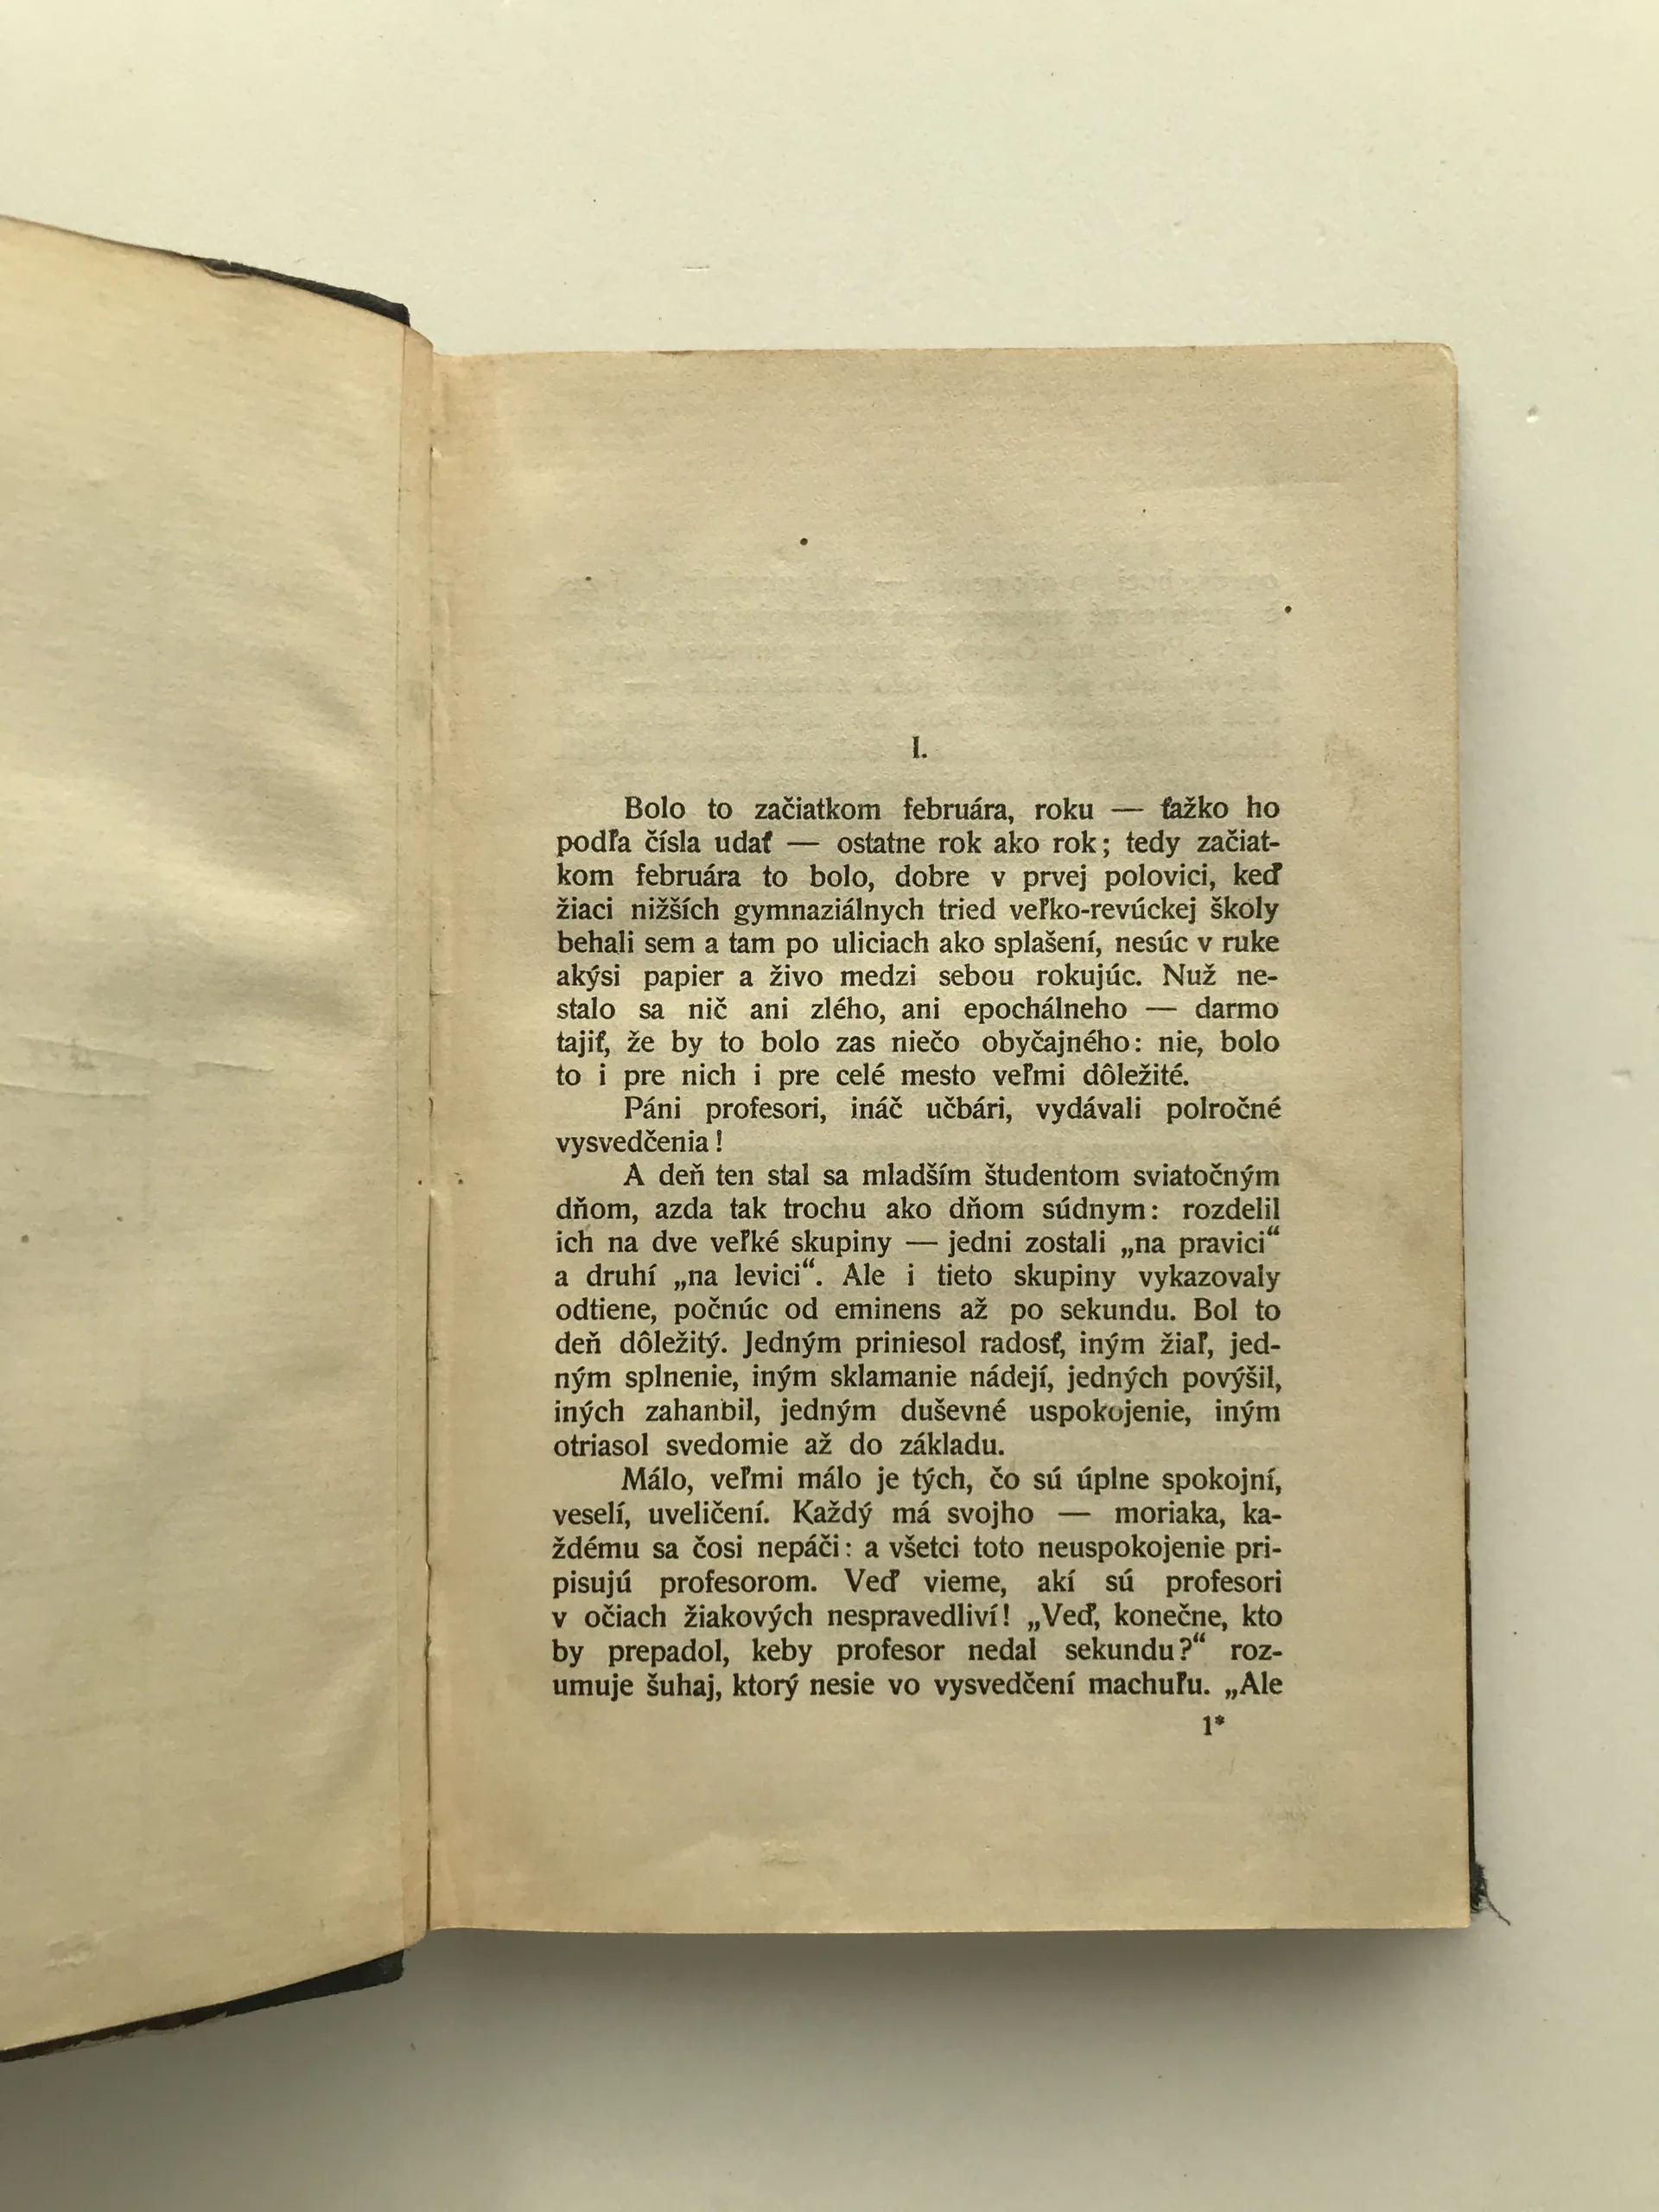 I.
Bolo to začiatkom februára, roku — ťažko ho
podľa čísla udať — ostatne rok ako rok; tedy začiat-
kom februára to bolo, dobre v prvej polovici, keď
žiaci nižších gymnaziálnych tried veľko-revúckej školy
behali sem a tam po uliciach ako splašení, nesúc v ruke
akýsi papier a živo medzi sebou rokujúc. Nuž ne-
stalo sa nič ani zlého, ani epochálneho — darmo
tajiť, že by to bolo zas niečo obyčajného: nie, bolo
to i pre nich i pre celé mesto veľmi dôležité.
Páni profesori, ináč učbári, vydávali polročné
vysvedčenia!
A deň ten stal sa mladším študentom sviatočným
dňom, azda tak trochu ako dňom súdnym: rozdelil
ich na dve veľké skupiny — jedni zostali „na pravici“
a druhí „na levici“. Ale i tieto skupiny vykazovaly
odtiene, počnúc od eminens až po sekundu. Bol to
deň dôležitý. Jedným priniesol radosť, iným žiaľ, jed-
ným splnenie, iným sklamanie nádejí, jedných povýšil,
iných zahanbil, jedným duševné uspokojenie, iným
otriasol svedomie až do základu.
Málo, veľmi málo je tých, čo sú úplne spokojní,
veselí, uveličení. Každý má svojho — moriaka, ka-
ždému sa čosi nepáči: a všetci toto neuspokojenie pri-
pisujú profesorom. Veď vieme, akí sú profesori
v očiach žiakových nespravedliví! „Veď, konečne, kto
by prepadol, keby profesor nedal sekundu?“ roz-
umuje šuhaj, ktorý nesie vo vysvedčení machuľu. „Ale
1*